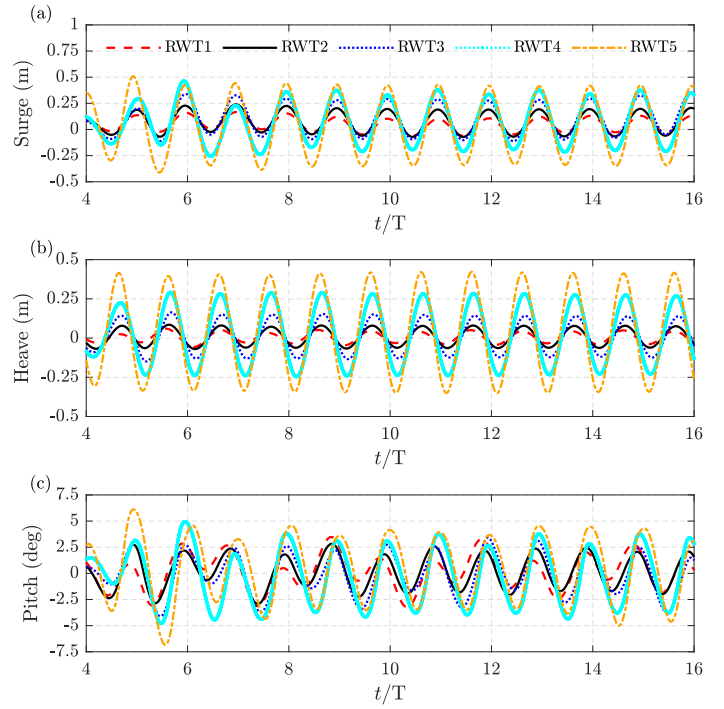 (a)
1
0.75
0.5
0.25
0
-0.25
-0.5
Surge (m)
RWT1 RWT2 RWT3 RWT4 RWT5
4 6 8 10 12 14 16
t/T
(b)
0.5
0.25
0
-0.25
-0.5
Heave (m)
4 6 8 10 12 14 16
t/T
(c)
7.5
5
2.5
0
-2.5
-5
-7.5
Pitch (deg)
4 6 8 10 12 14 16
t/T